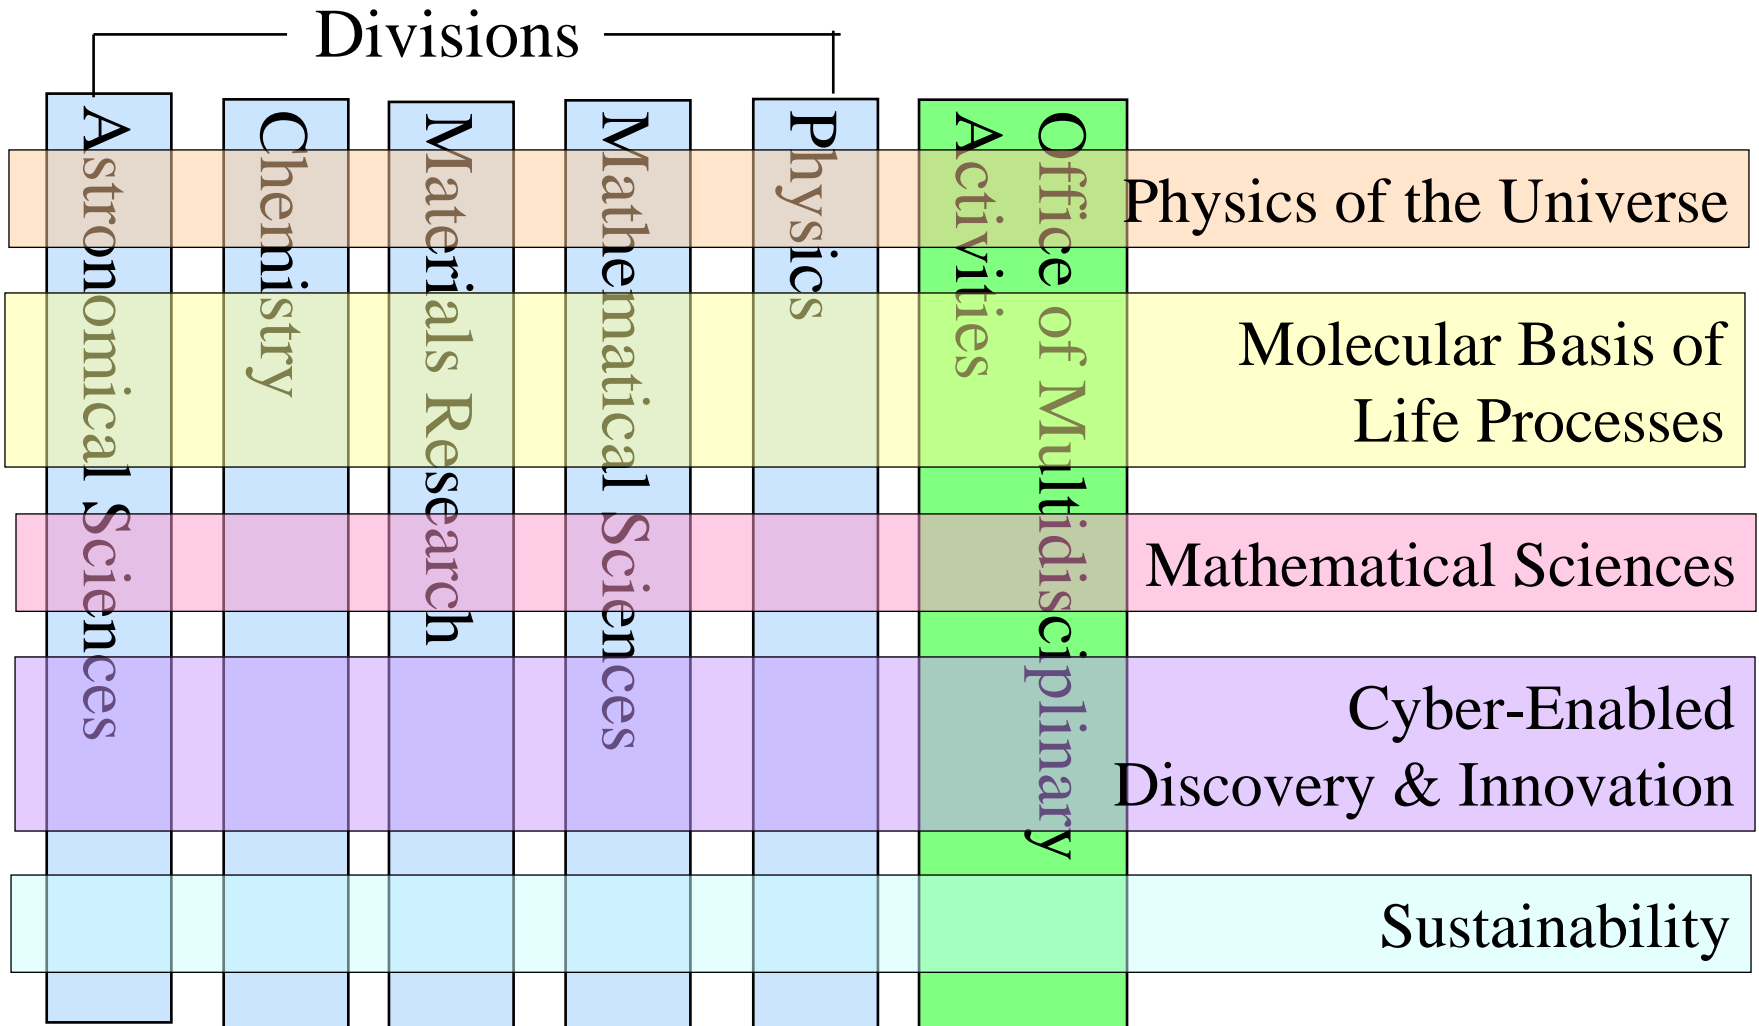 Divisions
Astronomical Sciences
Chemistry
Materials Research
Mathematical Sciences
Physics
Office of Multidisciplinary
Activities
Physics of the Universe
Molecular Basis of
Life Processes
Mathematical Sciences
Cyber-Enabled
Discovery & Innovation
Sustainability